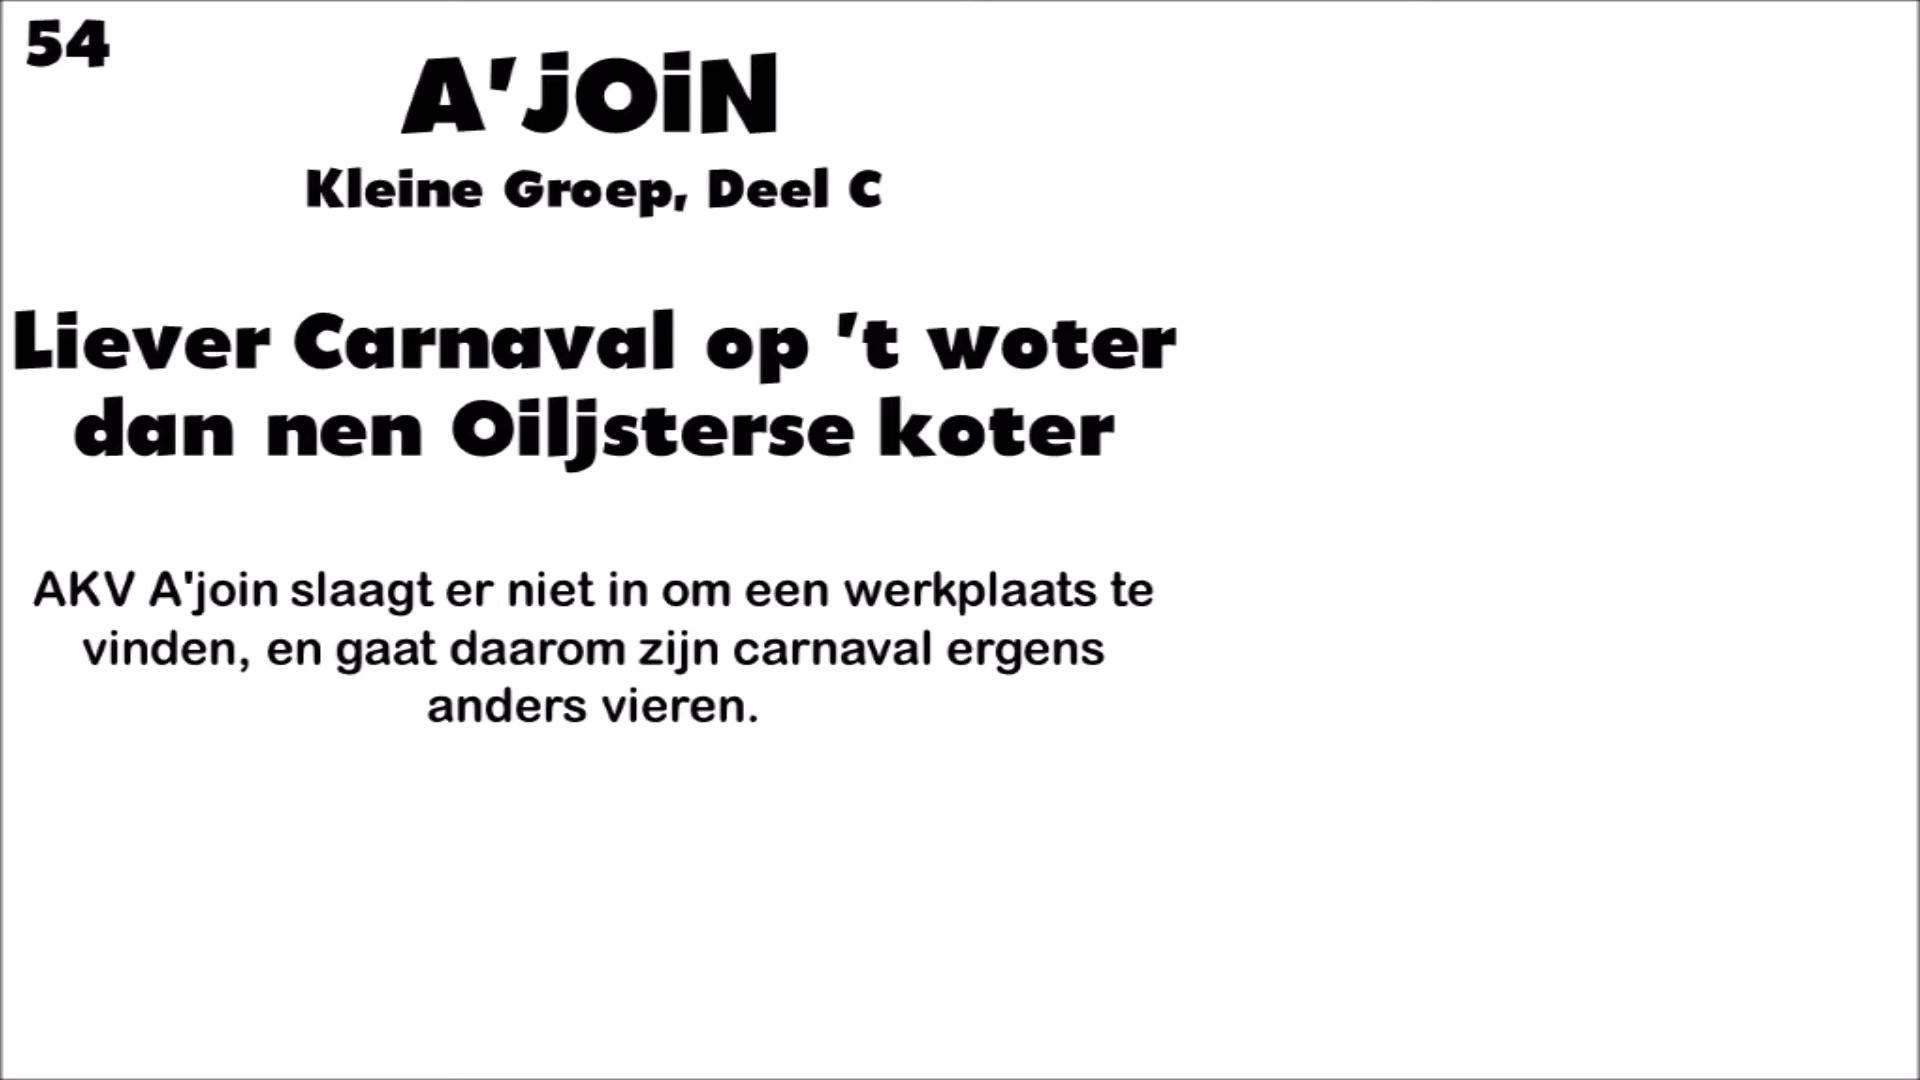 54
A'jOiN
Kleine Groep, Deel C
Liever Carnaval op 't woter
dan nen Oiljsterse koter
AKV A'join slaagt er niet in om een werkplaats te
vinden, en gaat daarom zijn carnaval ergens
anders vieren.